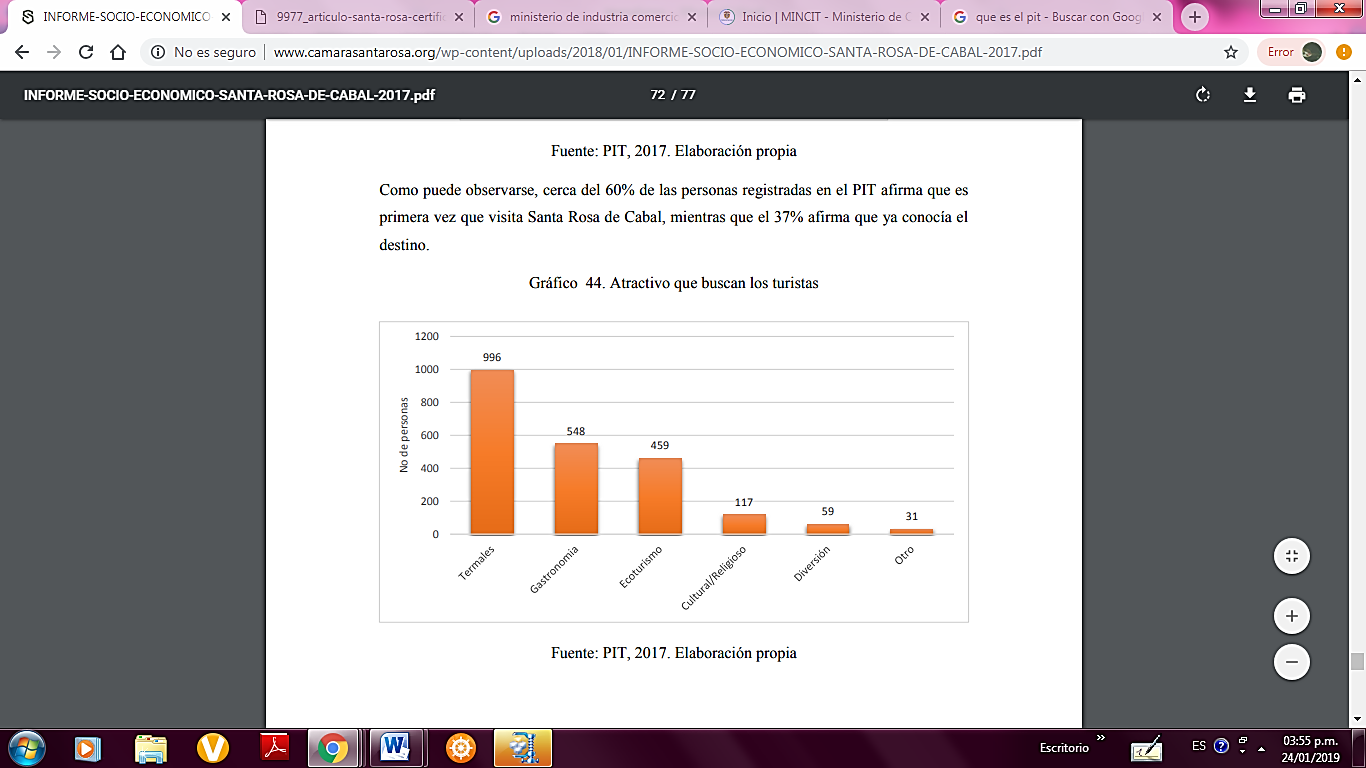 INFORME-SOCIO-ECONOMICO
9977_articulo-santa-rosa-certifi
ministerio de industria comerci
Inicio | MINCIT - Ministerio de C
que es el pit - Buscar con Goog
No es seguro | www.camarasantarosa.org/wp-content/uploads/2018/01/INFORME-SOCIO-ECONOMICO-SANTA-ROSA-DE-CABAL-2017.pdf
Error
INFORME-SOCIO-ECONOMICO-SANTA-ROSA-DE-CABAL-2017.pdf
72 / 77
Fuente: PIT, 2017. Elaboración propia
Como puede observarse, cerca del 60% de las personas registradas en el PIT afirma que es
primera vez que visita Santa Rosa de Cabal, mientras que el 37% afirma que ya conocía el
destino.
Gráfico 44. Atractivo que buscan los turistas
No de personas
1200
1000
800
600
400
200
0
996
548
459
117
59
31
Termales
Gastronomia
Ecoturismo
Cultural/Religioso
Diversión
Otro
Fuente: PIT, 2017. Elaboración propia
Escritorio
ES
03:55 p.m.
24/01/2019